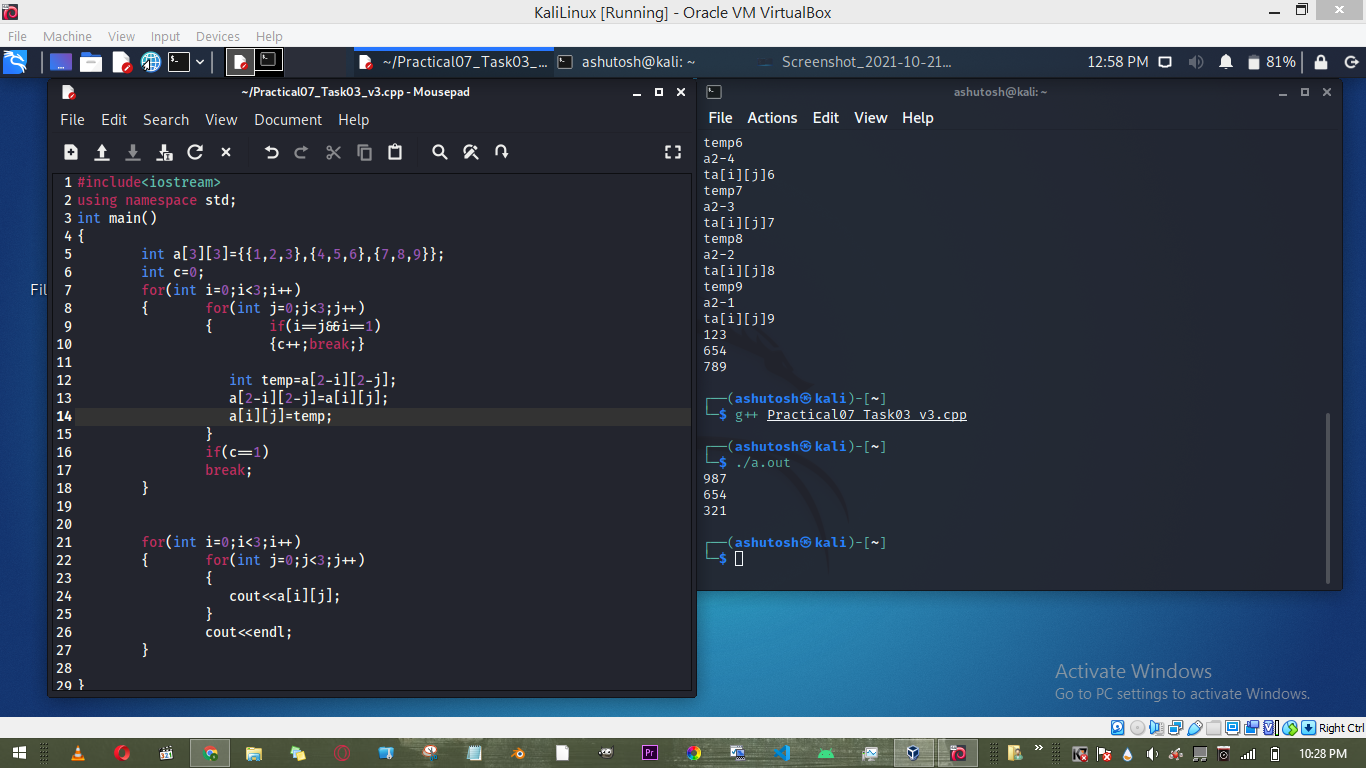 KaliLinux [Running] - Oracle VM VirtualBox
File Machine View Input Devices Help
~/Practical07_Task03_...
ashutosh@kali: ~
Screenshot_2021-10-21...
12:58 PM
81%
~/Practical07_Task03_v3.cpp - Mousepad
File Edit Search View Document Help
1 #include<iostream>
2 using namespace std;
3 int main()
4 {
5 int a[3][3]={{1,2,3},{4,5,6},{7,8,9}};
6 int c=0;
7 for(int i=0;i<3;i++)
8 { for(int j=0;j<3;j++)
9 { if(i==j&&i==1)
10 {c++;break;}
11
12 int temp=a[2-i][2-j];
13 a[2-i][2-j]=a[i][j];
14 a[i][j]=temp;
15 }
16 if(c==1)
17 break;
18 }
19
20
21 for(int i=0;i<3;i++)
22 { for(int j=0;j<3;j++)
23 {
24 cout<<a[i][j];
25 }
26 cout<<endl;
27 }
28
29 }
ashutosh@kali: ~
File Actions Edit View Help
temp6
a2-4
ta[i][j]6
temp7
a2-3
ta[i][j]7
temp8
a2-2
ta[i][j]8
temp9
a2-1
ta[i][j]9
123
654
789
┌──(ashutosh㉿kali)-[~]
└─$ g++ Practical07_Task03_v3.cpp
┌──(ashutosh㉿kali)-[~]
└─$ ./a.out
987
654
321
┌──(ashutosh㉿kali)-[~]
└─$
Fil
Activate Windows
Go to PC settings to activate Windows.
Right Ctrl
Pr
10:28 PM